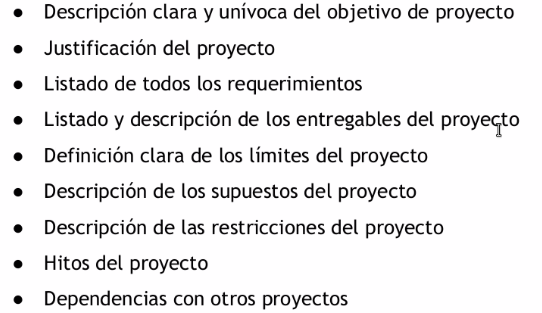 ● Descripción clara y unívoca del objetivo de proyecto
● Justificación del proyecto
● Listado de todos los requerimientos
● Listado y descripción de los entregables del proyecto
● Definición clara de los límites del proyecto
● Descripción de los supuestos del proyecto
● Descripción de las restricciones del proyecto
● Hitos del proyecto
● Dependencias con otros proyectos